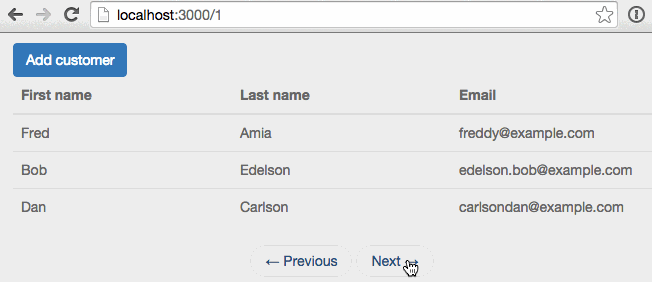 localhost:3000/1
Add customer
First name Last name Email
Fred Amia freddy@example.com
Bob Edelson edelson.bob@example.com
Dan Carlson carlsondan@example.com
← Previous Next →